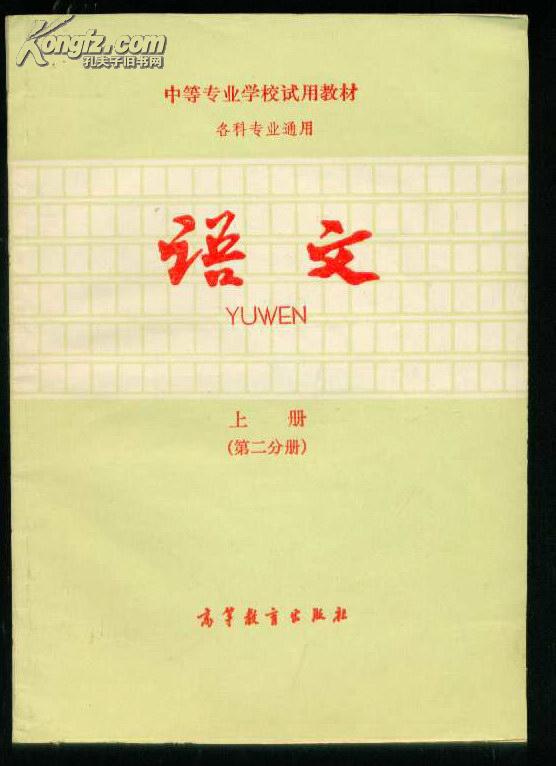 Kongfz.com
孔夫子旧书网
中等专业学校试用教材
各科专业通用
语文
YUWEN
上册
(第二分册)
高等教育出版社